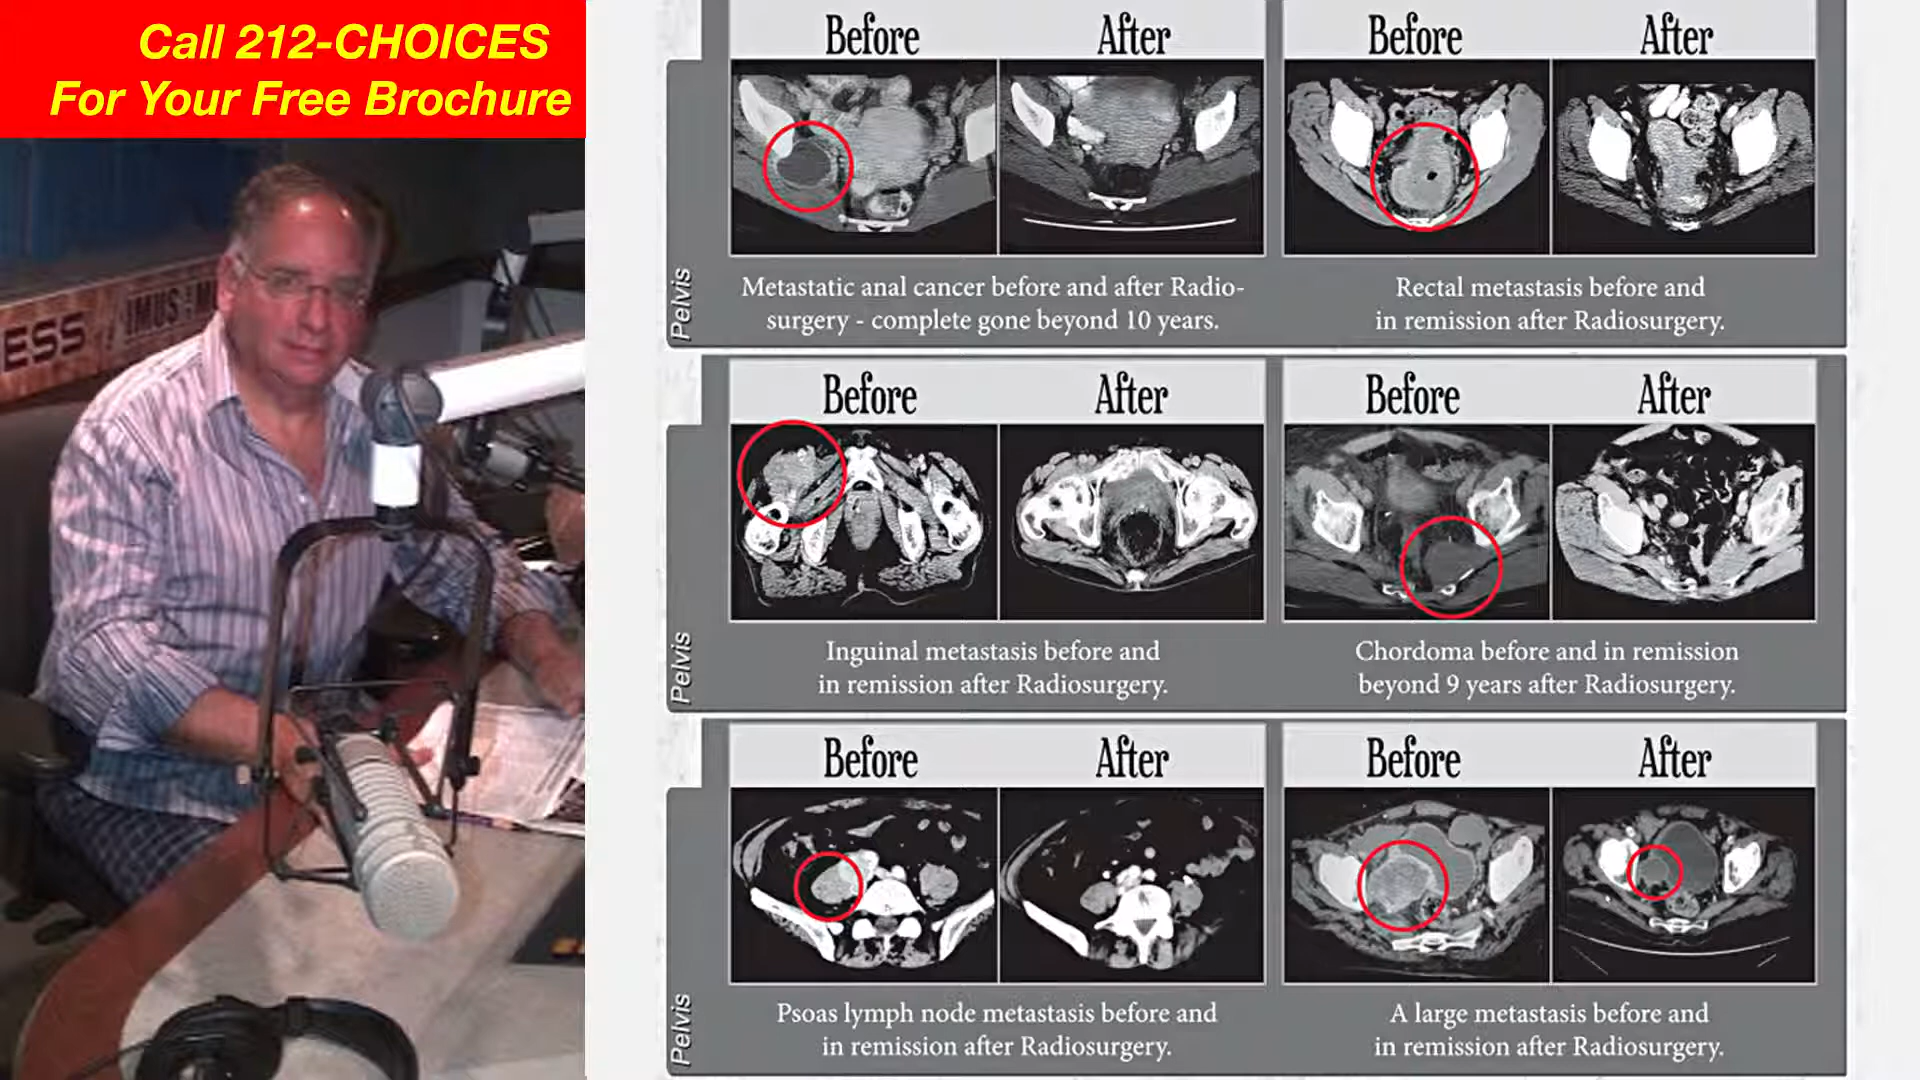 Call 212-CHOICES
For Your Free Brochure
ESS
IMUS
Before
After
Before
After
Pelvis
Metastatic anal cancer before and after Radio-
surgery - complete gone beyond 10 years.
Rectal metastasis before and
in remission after Radiosurgery.
Before
After
Before
After
Pelvis
Inguinal metastasis before and
in remission after Radiosurgery.
Chordoma before and in remission
beyond 9 years after Radiosurgery.
Before
After
Before
After
Pelvis
Psoas lymph node metastasis before and
in remission after Radiosurgery.
A large metastasis before and
in remission after Radiosurgery.